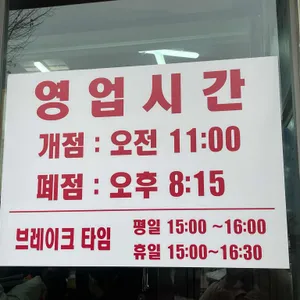 영업시간
개점 : 오전 11:00
폐점 : 오후 8:15
브레이크 타임
평일 15:00 ~16:00
휴일 15:00~16:30